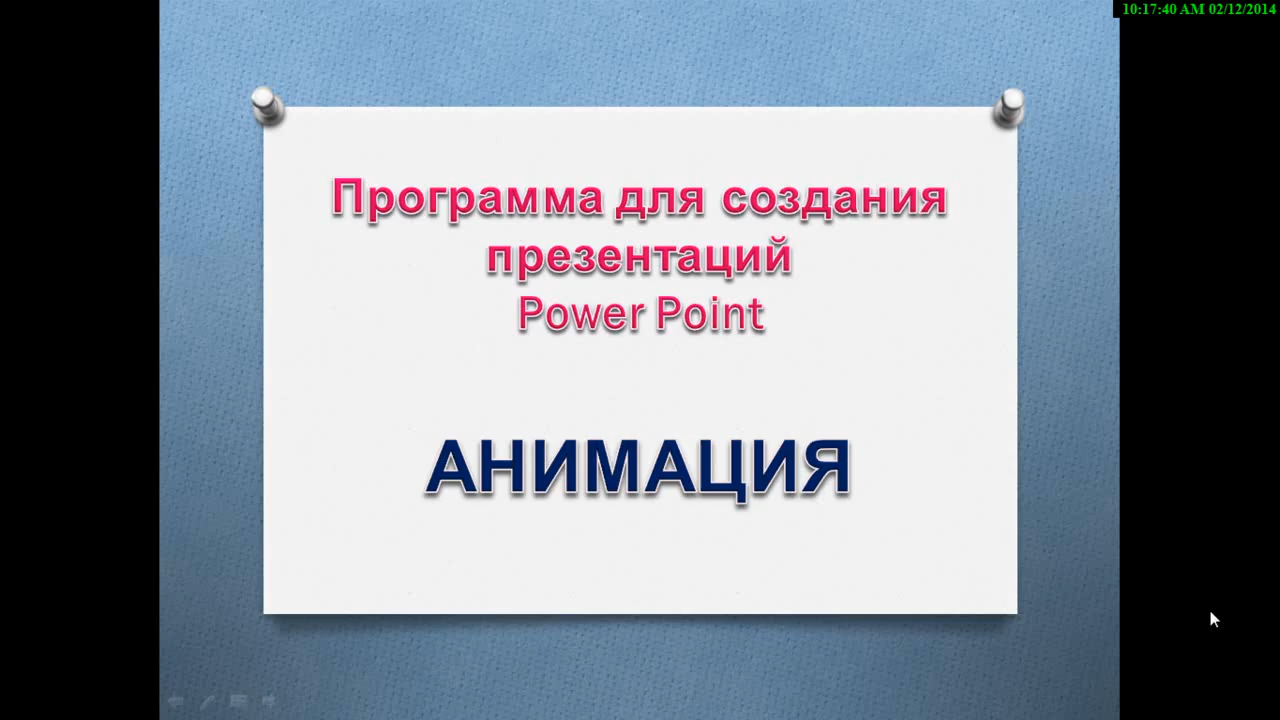 10:17:40 AM 02/12/2014
Программа для создания
презентаций
Power Point
АНИМАЦИЯ